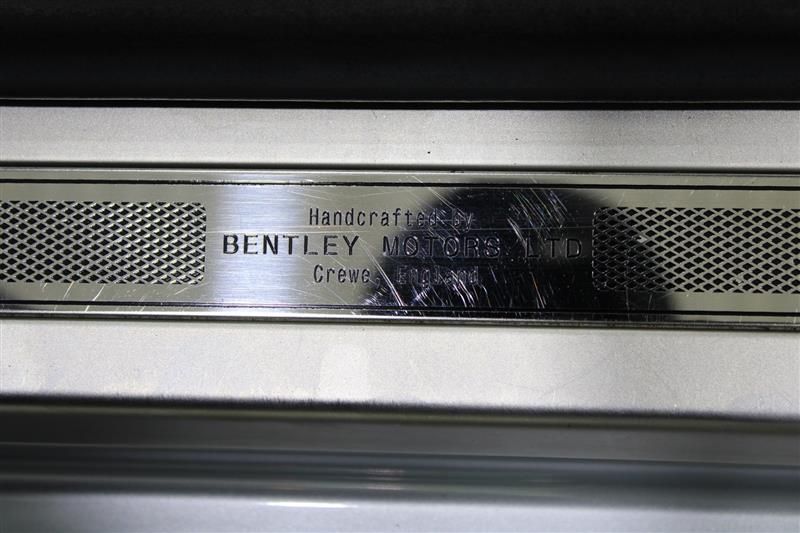 Handcrafted by
BENTLEY MOTORS LTD
Crewe, England